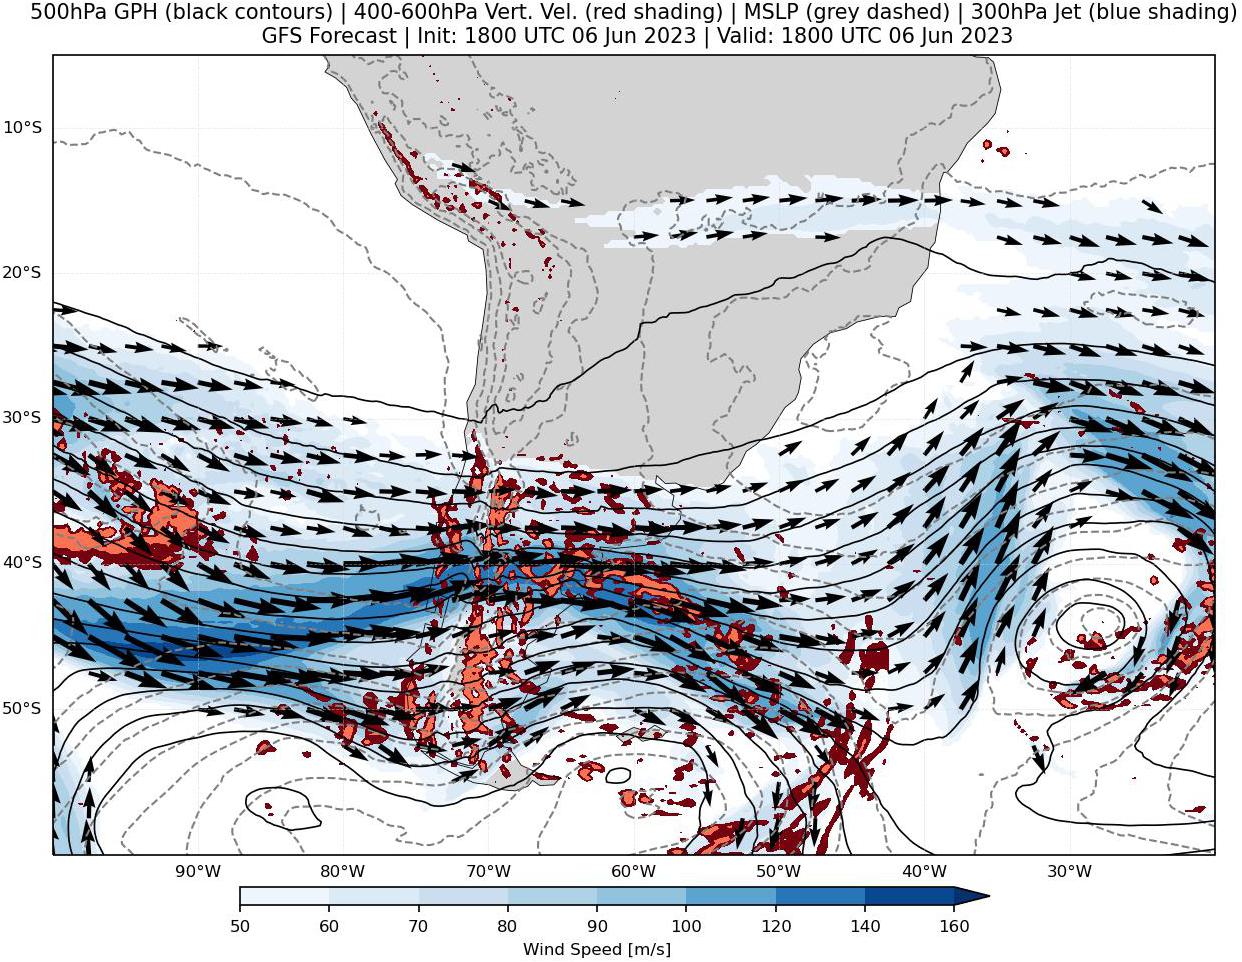 500hPa GPH (black contours) | 400-600hPa Vert. Vel. (red shading) | MSLP (grey dashed) | 300hPa Jet (blue shading)
GFS Forecast | Init: 1800 UTC 06 Jun 2023 | Valid: 1800 UTC 06 Jun 2023
10°S
20°S
30°S
40°S
50°S
90°W 80°W 70°W 60°W 50°W 40°W 30°W
50 60 70 80 90 100 120 140 160
Wind Speed [m/s]